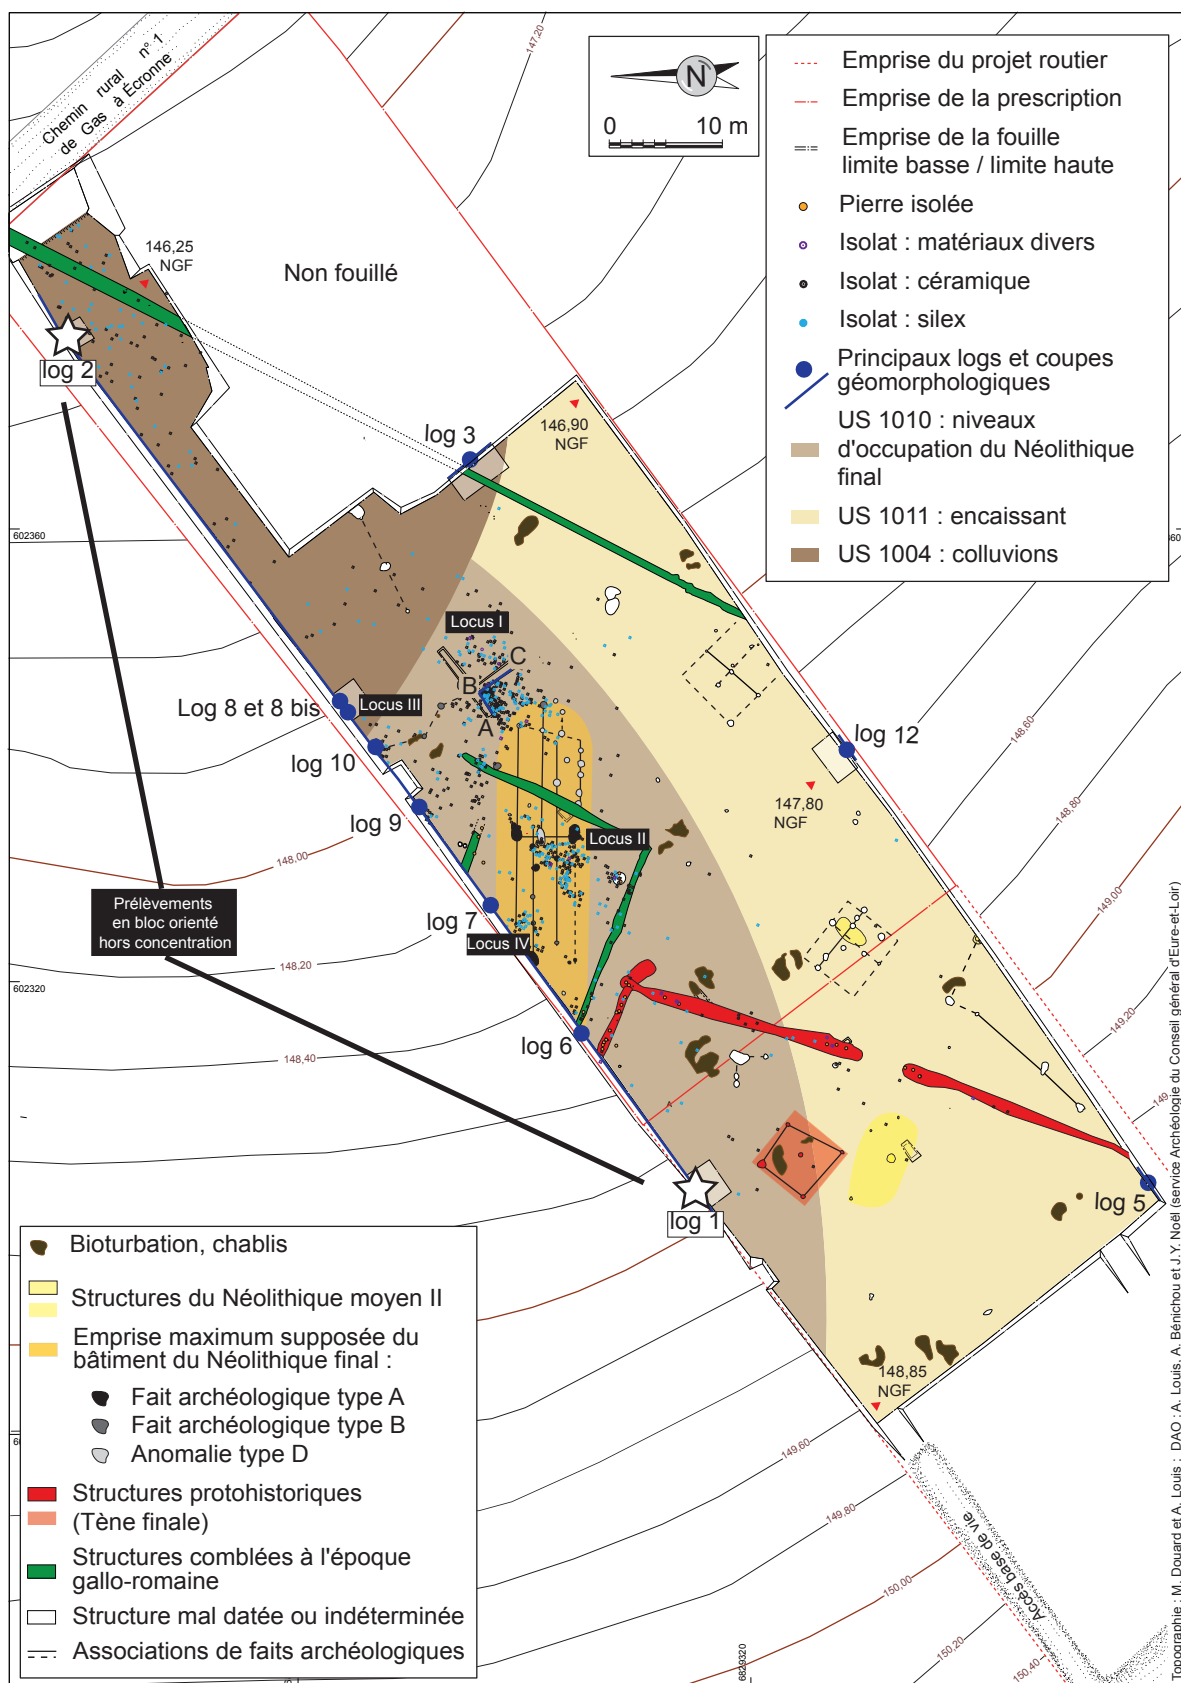 Chemin rural n° 1
de Gas à Écronne
147,20
N
0 10 m
Emprise du projet routier
Emprise de la prescription
Emprise de la fouille
limite basse / limite haute
Pierre isolée
Isolat : matériaux divers
Isolat : céramique
Isolat : silex
Principaux logs et coupes
géomorphologiques
US 1010 : niveaux
d'occupation du Néolithique
final
US 1011 : encaissant
US 1004 : colluvions
146,25
NGF
Non fouillé
log 2
146,90
NGF
log 3
602360
Locus I
C
B
A
Log 8 et 8 bis
Locus III
log 10
log 12
148,60
147,80
NGF
148,80
log 9
148,00
Locus II
149,00
Prélèvements
en bloc orienté
hors concentration
log 7
Locus IV
148,20
602320
log 6
148,40
149,20
log 1
log 5
148,85
NGF
149,60
149,80
150,00
150,20
150,40
Accès base de vie
6829320
Bioturbation, chablis
Structures du Néolithique moyen II
Emprise maximum supposée du
bâtiment du Néolithique final :
Fait archéologique type A
Fait archéologique type B
Anomalie type D
Structures protohistoriques
(Tène finale)
Structures comblées à l'époque
gallo-romaine
Structure mal datée ou indéterminée
Associations de faits archéologiques
Topographie : M. Douard et A. Louis : DAO : A. Louis, A. Bénichou et J.Y. Noël (service Archéologie du Conseil général d'Eure-et-Loir)